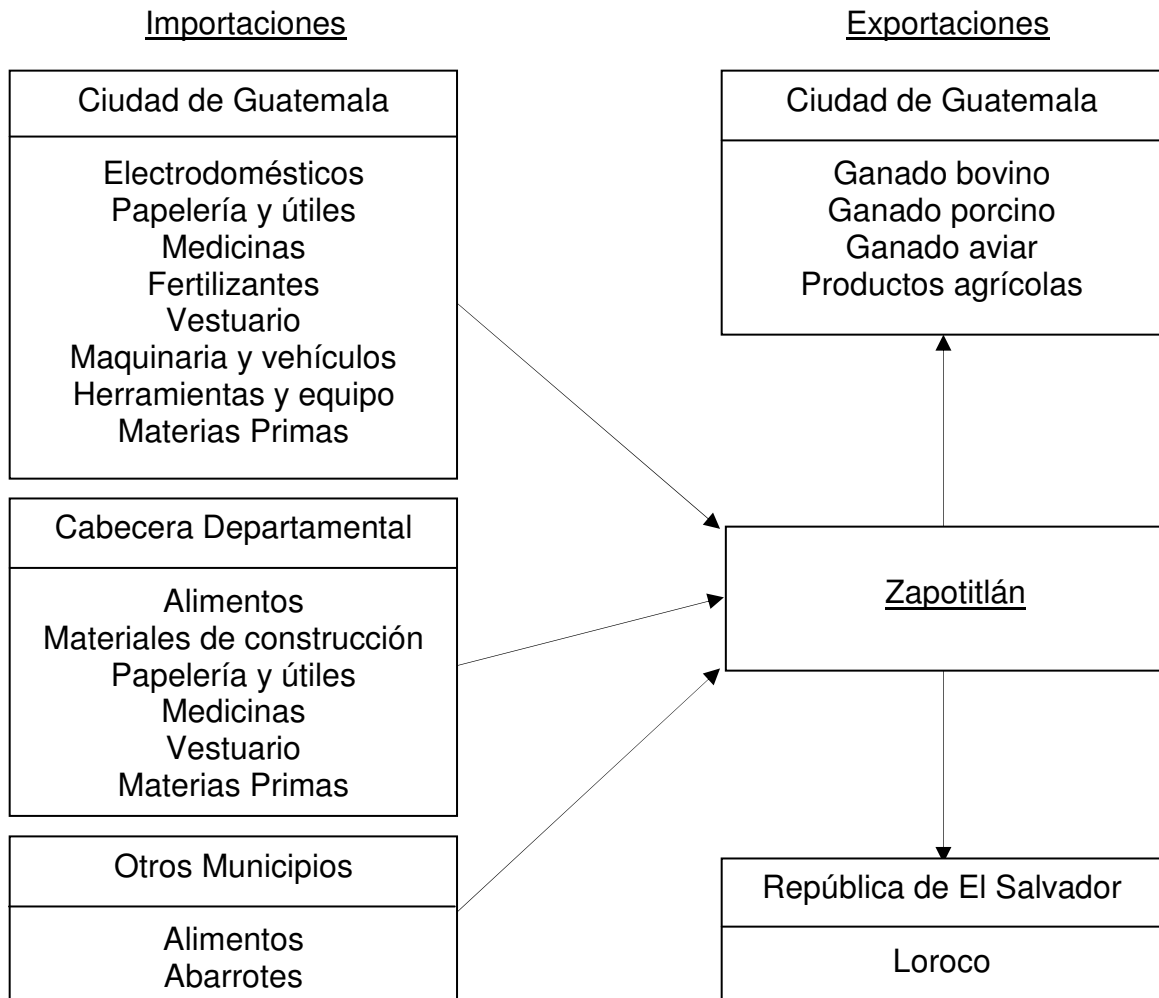 Importaciones
Ciudad de Guatemala
Electrodomésticos
Papelería y útiles
Medicinas
Fertilizantes
Vestuario
Maquinaria y vehículos
Herramientas y equipo
Materias Primas
Cabecera Departamental
Alimentos
Materiales de construcción
Papelería y útiles
Medicinas
Vestuario
Materias Primas
Otros Municipios
Alimentos
Abarrotes
Exportaciones
Ciudad de Guatemala
Ganado bovino
Ganado porcino
Ganado aviar
Productos agrícolas
Zapotitlán
República de El Salvador
Loroco